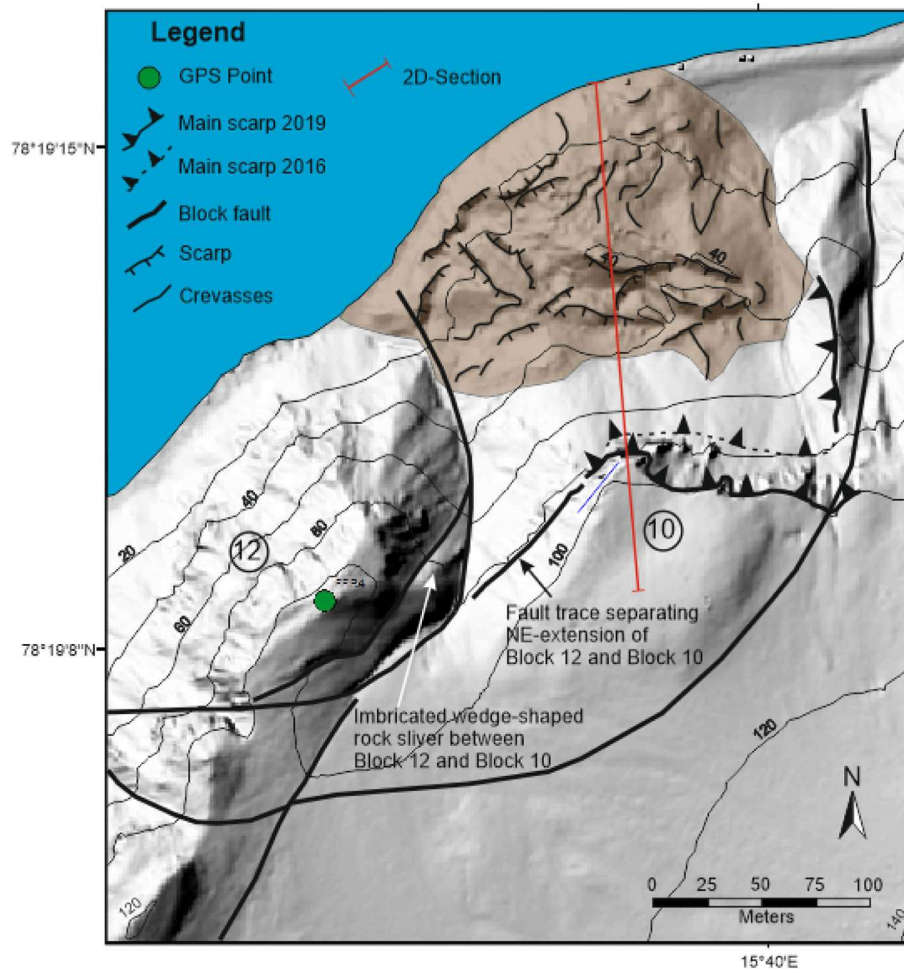 Legend
GPS Point
2D-Section
Main scarp 2019
Main scarp 2016
Block fault
Scarp
Crevasses
78°19'15"N
40
40
40
20
12
80
60
10
100
Fault trace separating
NE-extension of
Block 12 and Block 10
78°19'8"N
Imbricated wedge-shaped
rock sliver between
Block 12 and Block 10
120
N
0 25 50 75 100
Meters
120
140
15°40'E